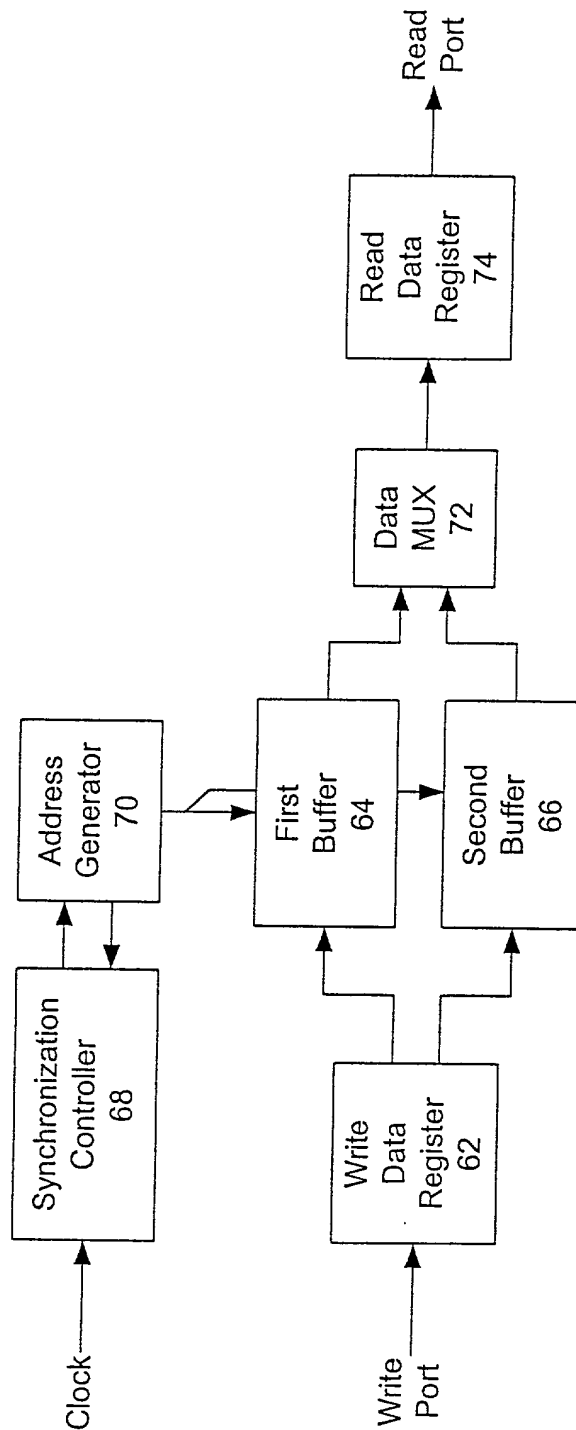 Clock
Synchronization
Controller
68
Address
Generator
70
Write
Port
Write
Data
Register
62
First
Buffer
64
Second
Buffer
66
Data
MUX
72
Read
Data
Register
74
Read
Port